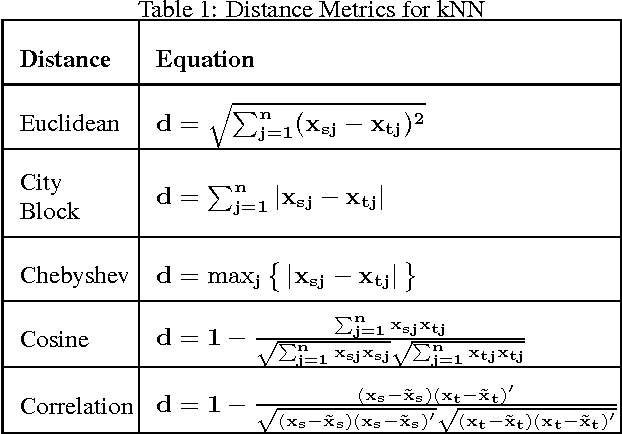 Table 1: Distance Metrics for kNN
Distance Equation
Euclidean d = √(∑ⁿⱼ₌₁(xₛⱼ − xₜⱼ)²)
City
Block d = ∑ⁿⱼ₌₁ |xₛⱼ − xₜⱼ|
Chebyshev d = maxⱼ { |xₛⱼ − xₜⱼ| }
Cosine d = 1 − (∑ⁿⱼ₌₁ xₛⱼxₜⱼ) / (√(∑ⁿⱼ₌₁ xₛⱼxₛⱼ) √(∑ⁿⱼ₌₁ xₜⱼxₜⱼ))
Correlation d = 1 − ((xₛ−x̃ₛ)(xₜ−x̃ₜ)′) / (√((xₛ−x̃ₛ)(xₛ−x̃ₛ)′) √((xₜ−x̃ₜ)(xₜ−x̃ₜ)′))